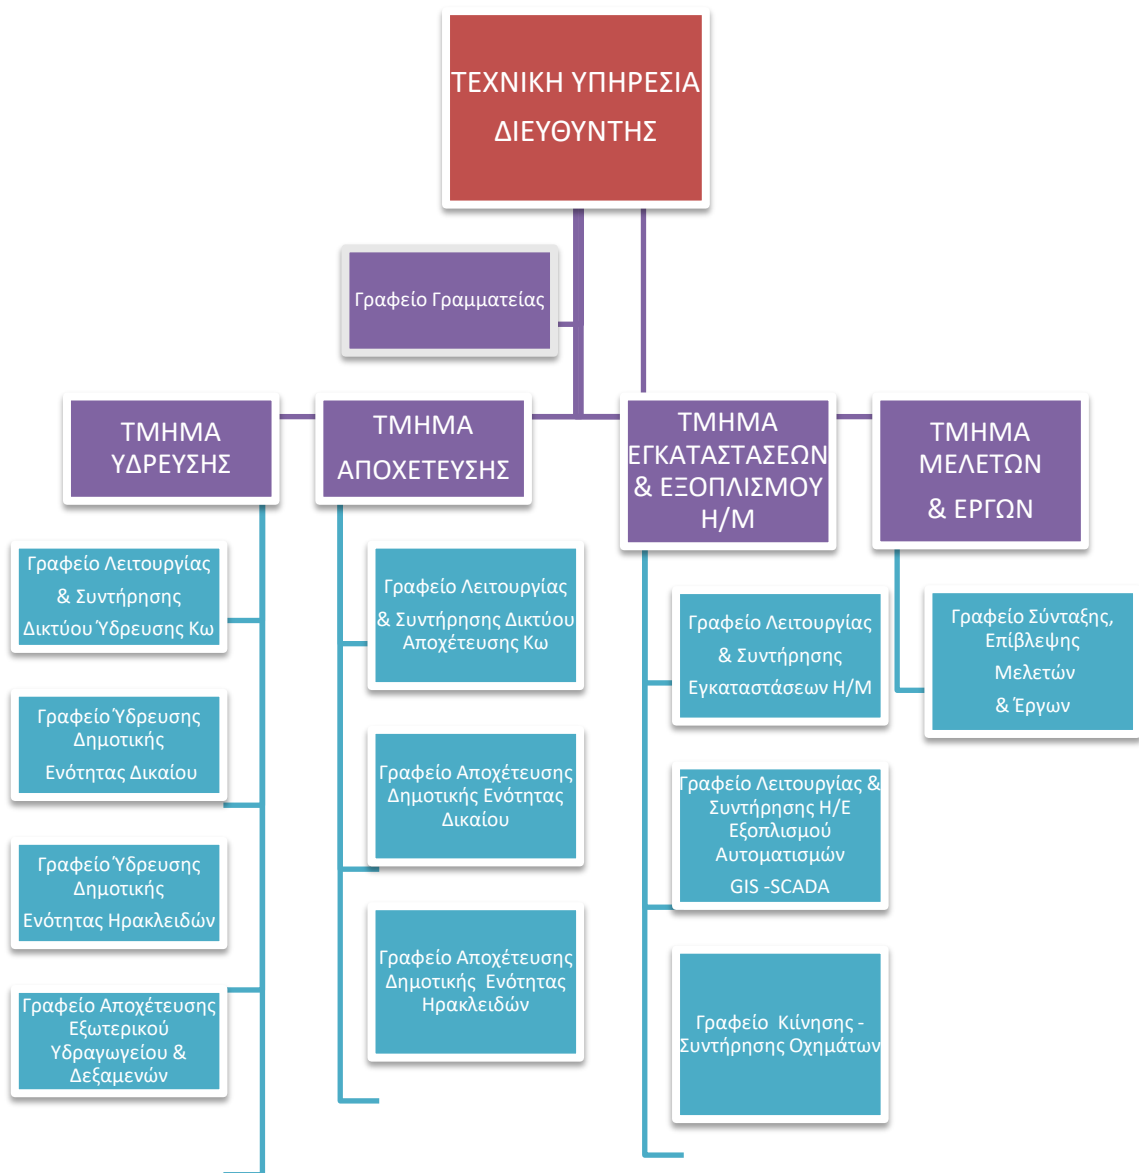 ΤΕΧΝΙΚΗ ΥΠΗΡΕΣΙΑ
ΔΙΕΥΘΥΝΤΗΣ
Γραφείο Γραμματείας
ΤΜΗΜΑ
ΥΔΡΕΥΣΗΣ
ΤΜΗΜΑ
ΑΠΟΧΕΤΕΥΣΗΣ
ΤΜΗΜΑ
ΕΓΚΑΤΑΣΤΑΣΕΩΝ
& ΕΞΟΠΛΙΣΜΟΥ
Η/Μ
ΤΜΗΜΑ
ΜΕΛΕΤΩΝ
& ΕΡΓΩΝ
Γραφείο Λειτουργίας
& Συντήρησης
Δικτύου Ύδρευσης Κω
Γραφείο Ύδρευσης
Δημοτικής
Ενότητας Δικαίου
Γραφείο Ύδρευσης
Δημοτικής
Ενότητας Ηρακλειδών
Γραφείο Αποχέτευσης
Εξωτερικού
Υδραγωγείου &
Δεξαμενών
Γραφείο Λειτουργίας
& Συντήρησης Δικτύου
Αποχέτευσης Κω
Γραφείο Αποχέτευσης
Δημοτικής Ενότητας
Δικαίου
Γραφείο Αποχέτευσης
Δημοτικής Ενότητας
Ηρακλειδών
Γραφείο Λειτουργίας
& Συντήρησης
Εγκαταστάσεων Η/Μ
Γραφείο Λειτουργίας &
Συντήρησης Η/Ε
Εξοπλισμού
Αυτοματισμών
GIS -SCADA
Γραφείο Κιίνησης -
Συντήρησης Οχημάτων
Γραφείο Σύνταξης,
Επίβλεψης
Μελετών
& Έργων